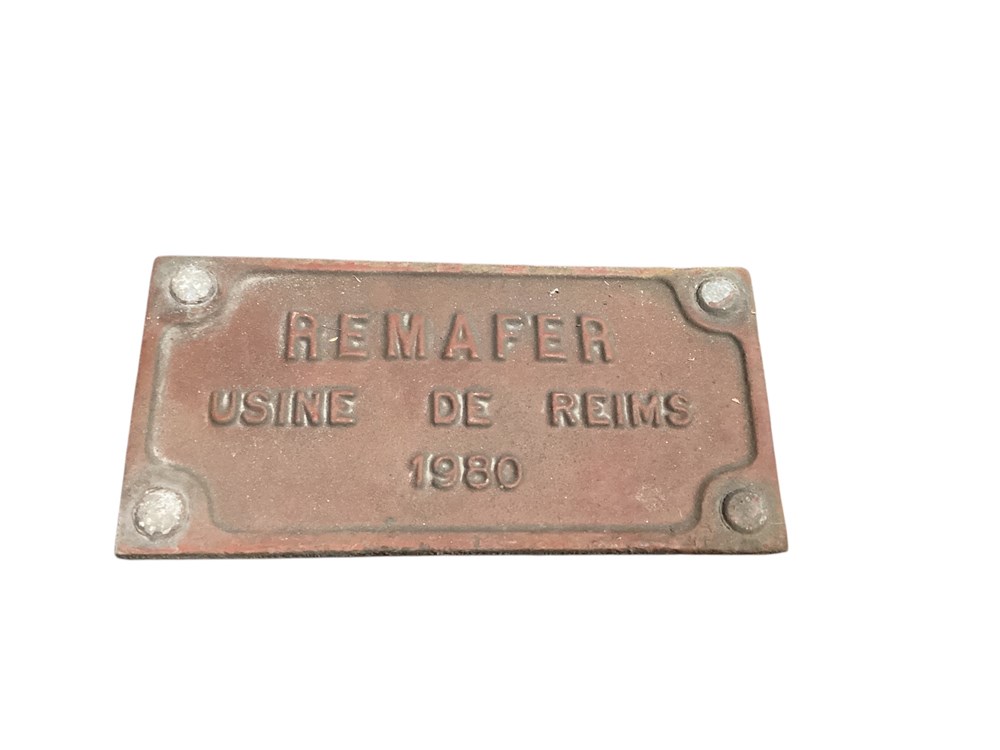 REMAFER
USINE DE REIMS
1980